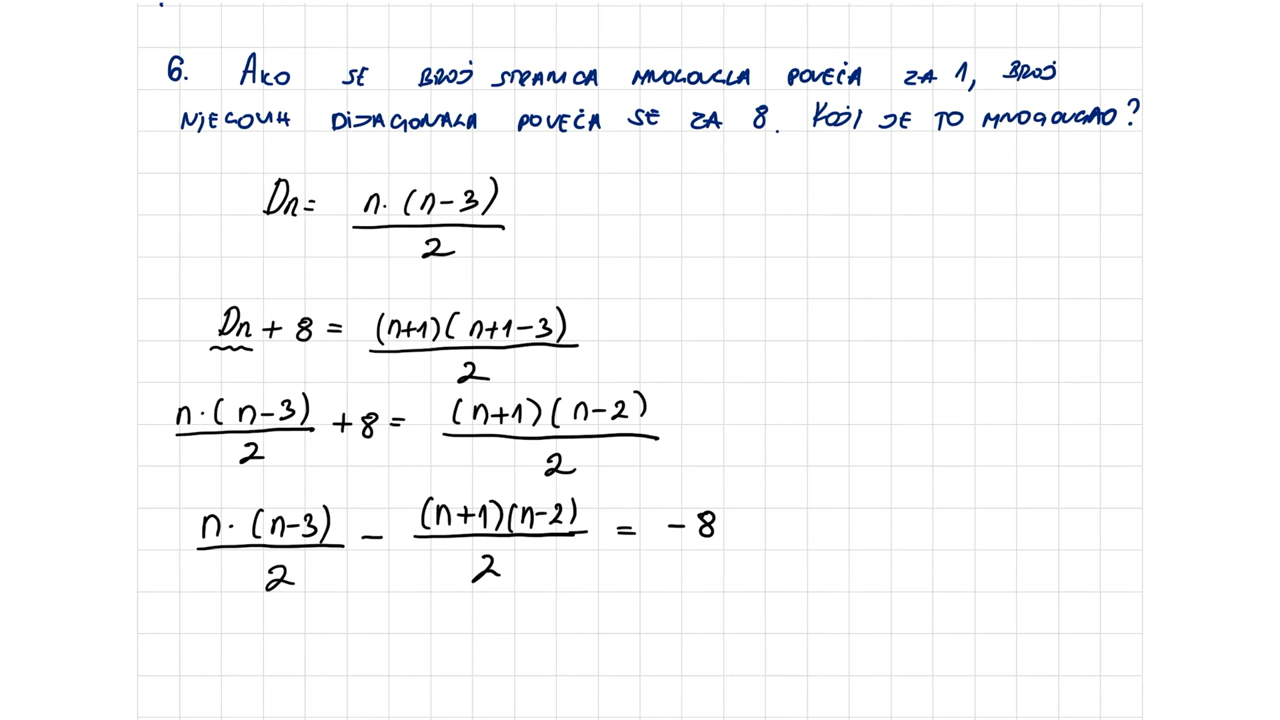 6. AKO SE BROJ STRANICA MNOGOUGLA POVEĆA ZA 1, BROJ
NJEGOVIH DIJAGONALA POVEĆA SE ZA 8. KOJI JE TO MNOGOUGAO?
Dn = n·(n-3) / 2
Dn + 8 = (n+1)(n+1-3) / 2
n·(n-3) / 2 + 8 = (n+1)(n-2) / 2
n·(n-3) / 2 - (n+1)(n-2) / 2 = -8